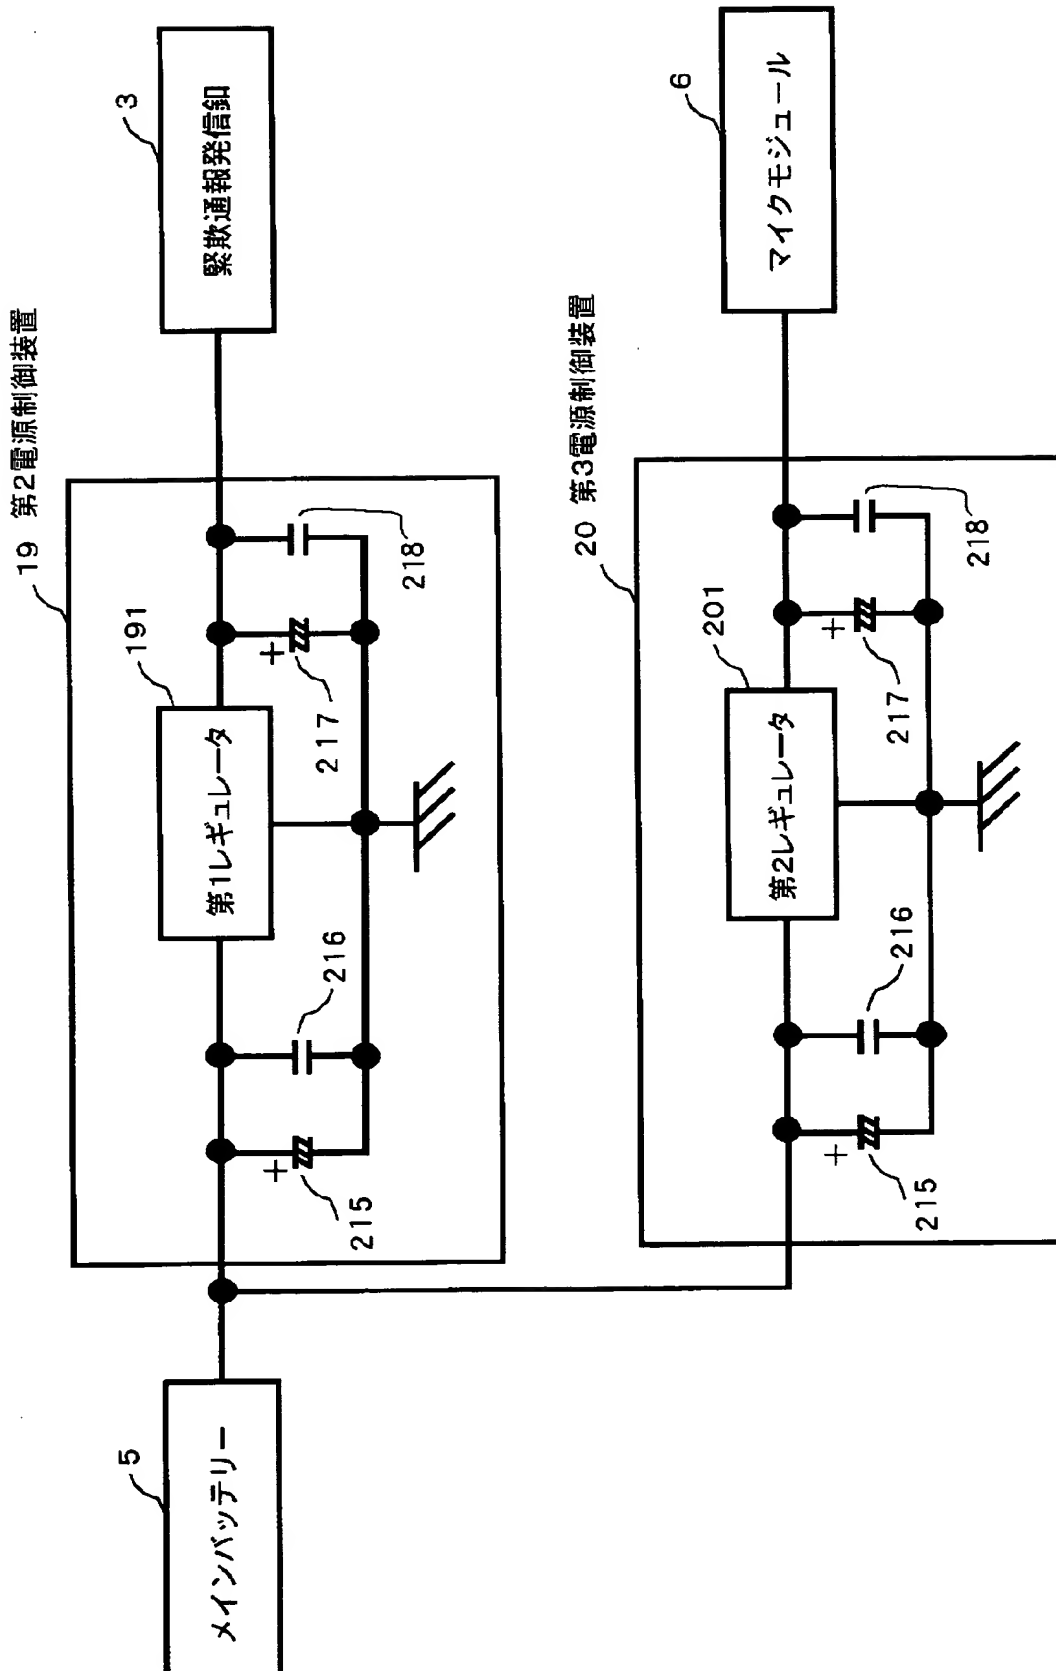 5
メインバッテリー
19 第2電源制御装置
191
第1レギュレータ
215
216
217
218
+
+
3
緊欺通報発信釦
20 第3電源制御装置
201
第2レギュレータ
215
216
217
218
+
+
6
マイクモジュール